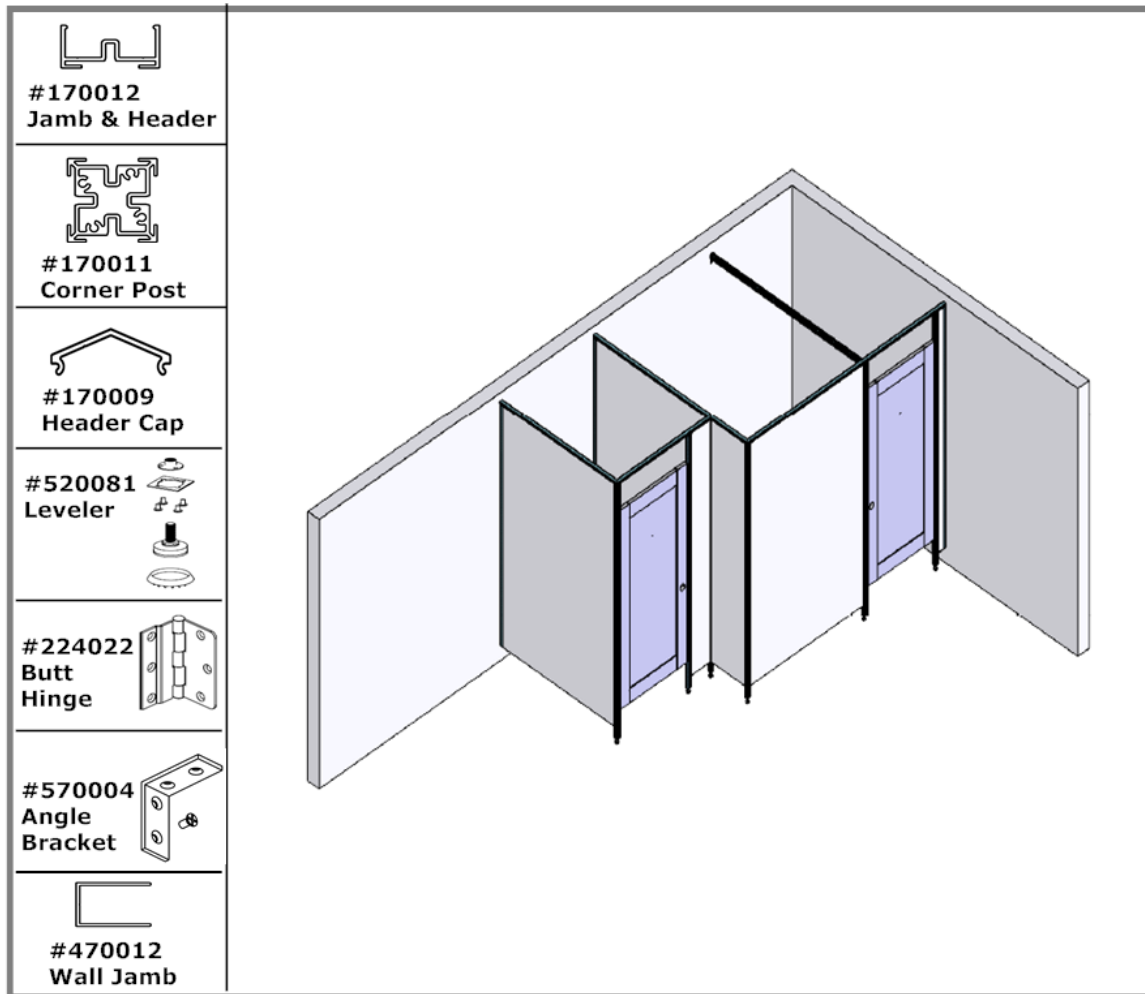 #170012
Jamb & Header
#170011
Corner Post
#170009
Header Cap
#520081
Leveler
#224022
Butt
Hinge
#570004
Angle
Bracket
#470012
Wall Jamb